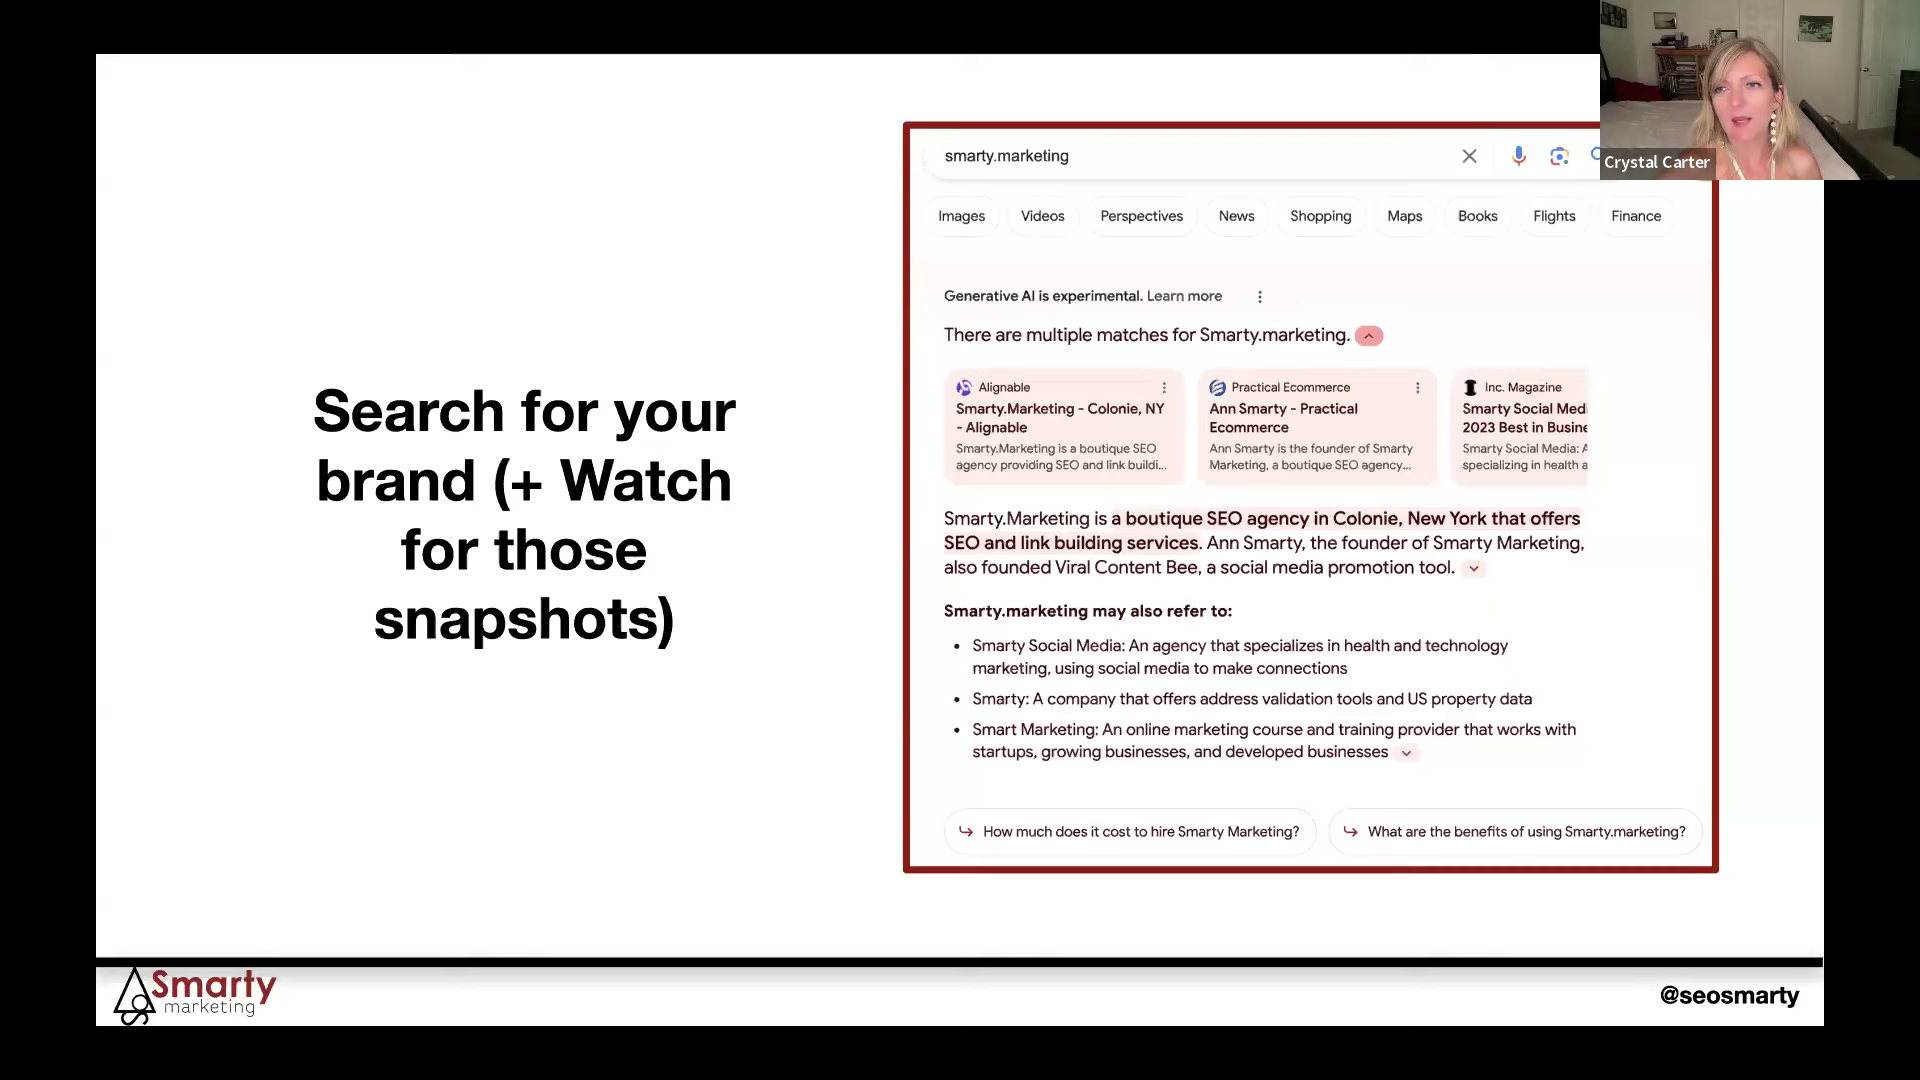 Search for your
brand (+ Watch
for those
snapshots)
smarty.marketing
Images Videos Perspectives News Shopping Maps Books Flights Finance
Generative AI is experimental. Learn more
There are multiple matches for Smarty.marketing.
Alignable
Smarty.Marketing - Colonie, NY
- Alignable
Smarty.Marketing is a boutique SEO
agency providing SEO and link buildi...
Practical Ecommerce
Ann Smarty - Practical
Ecommerce
Ann Smarty is the founder of Smarty
Marketing, a boutique SEO agency...
Inc. Magazine
Smarty Social Medi
2023 Best in Busine
Smarty Social Media: A
specializing in health a
Smarty.Marketing is a boutique SEO agency in Colonie, New York that offers
SEO and link building services. Ann Smarty, the founder of Smarty Marketing,
also founded Viral Content Bee, a social media promotion tool.
Smarty.marketing may also refer to:
• Smarty Social Media: An agency that specializes in health and technology
marketing, using social media to make connections
• Smarty: A company that offers address validation tools and US property data
• Smart Marketing: An online marketing course and training provider that works with
startups, growing businesses, and developed businesses
How much does it cost to hire Smarty Marketing? What are the benefits of using Smarty.marketing?
Crystal Carter
Smarty
marketing
@seosmarty